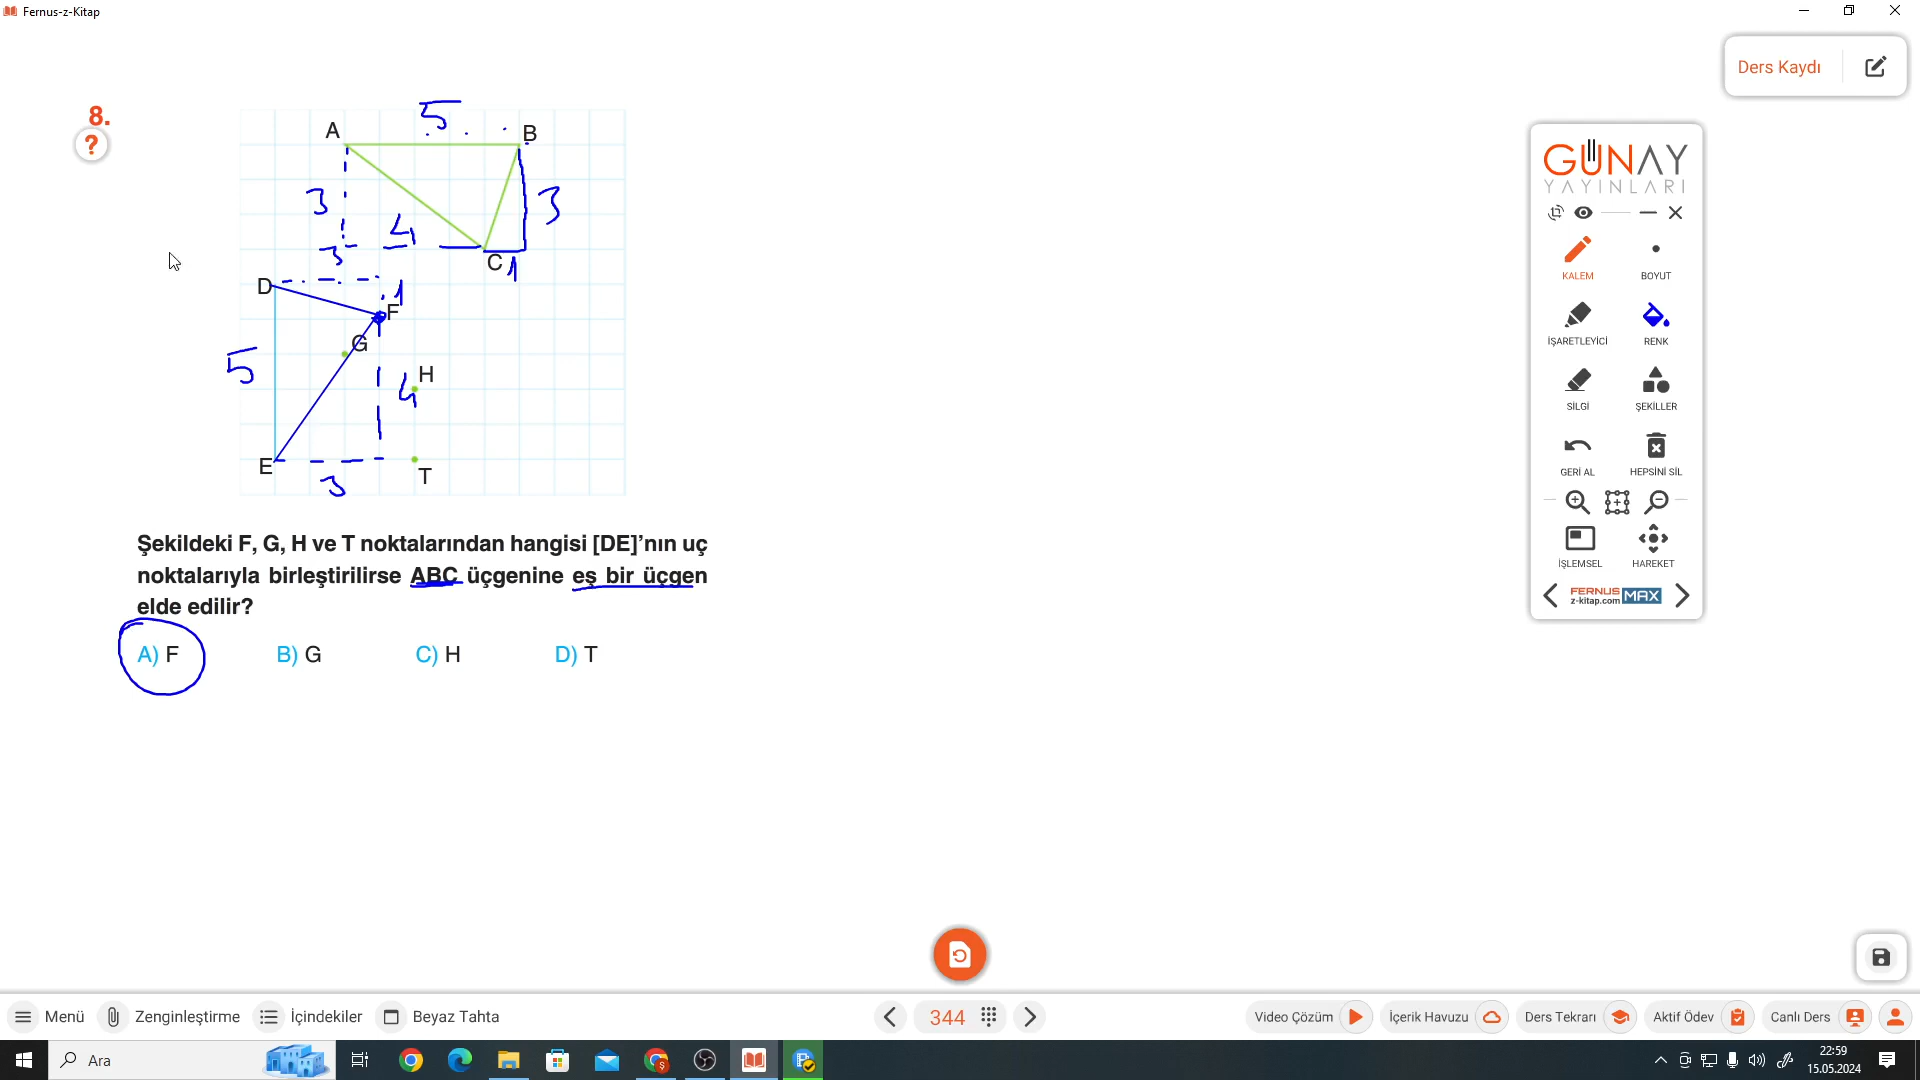 Fernus-z-Kitap
Ders Kaydı
8.
?
5
A
B
3
4
3
3
C
1
D
1
F
G
5
H
4
E
T
3
Şekildeki F, G, H ve T noktalarından hangisi [DE]'nın uç
noktalarıyla birleştirilirse ABC üçgenine eş bir üçgen
elde edilir?
A) F
B) G
C) H
D) T
GÜNAY
YAYINLARI
KALEM
BOYUT
İŞARETLEYİCİ
RENK
SİLGİ
ŞEKİLLER
GERİ AL
HEPSİNİ SİL
İŞLEMSEL
HAREKET
FERNUS
z-kitap.com
MAX
Menü
Zenginleştirme
İçindekiler
Beyaz Tahta
344
Video Çözüm
İçerik Havuzu
Ders Tekrarı
Aktif Ödev
Canlı Ders
Ara
22:59
15.05.2024